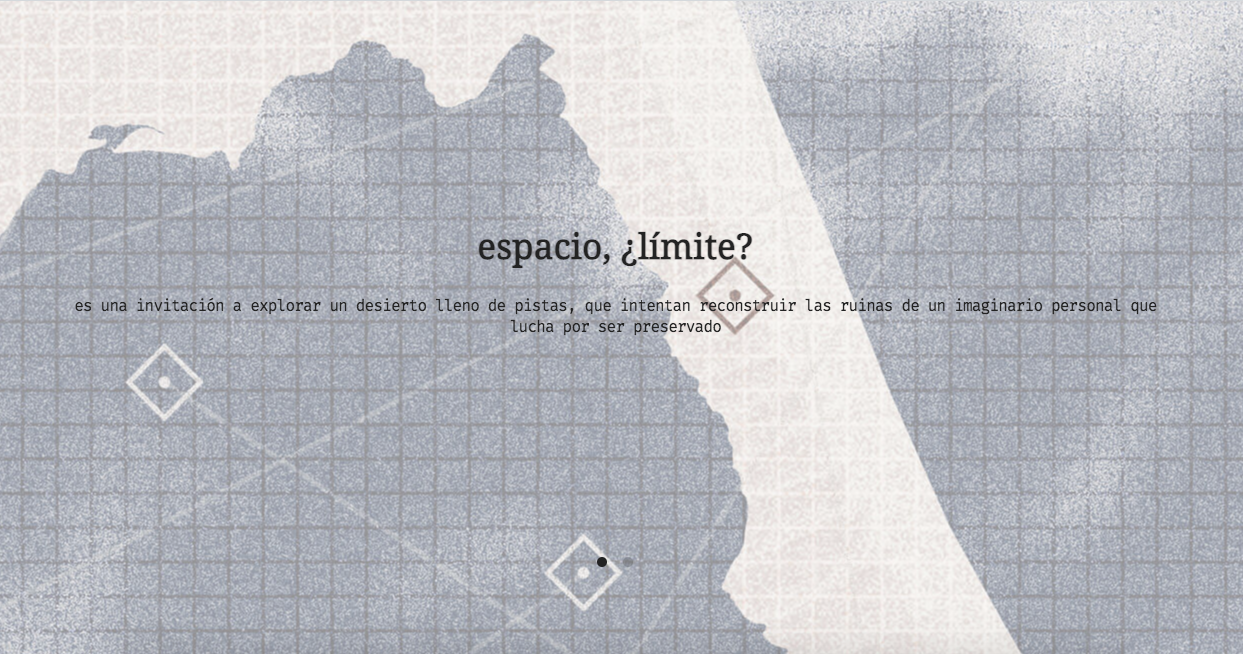 espacio, ¿límite?
es una invitación a explorar un desierto lleno de pistas, que intentan reconstruir las ruinas de un imaginario personal que
lucha por ser preservado